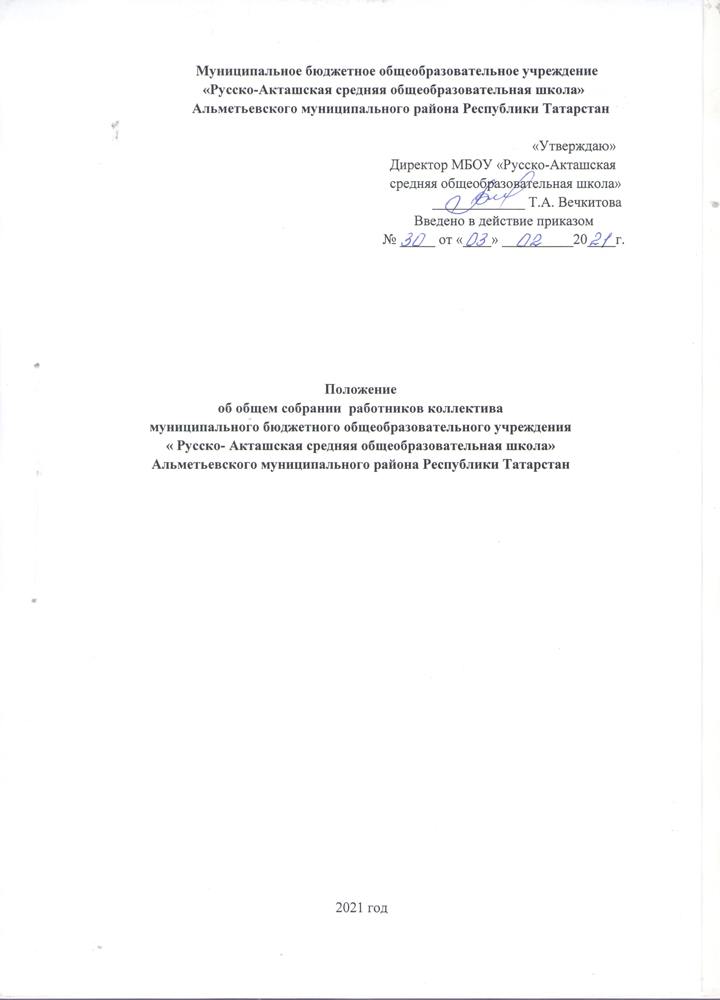 Муниципальное бюджетное общеобразовательное учреждение
«Русско-Акташская средняя общеобразовательная школа»
Альметьевского муниципального района Республики Татарстан
«Утверждаю»
Директор МБОУ «Русско-Акташская
средняя общеобразовательная школа»
_____________ Т.А. Вечкитова
Введено в действие приказом
№ 30 от «03» 02 2021 г.
Положение
об общем собрании  работников коллектива
муниципального бюджетного общеобразовательного учреждения
« Русско- Акташская средняя общеобразовательная школа»
Альметьевского муниципального района Республики Татарстан
2021 год